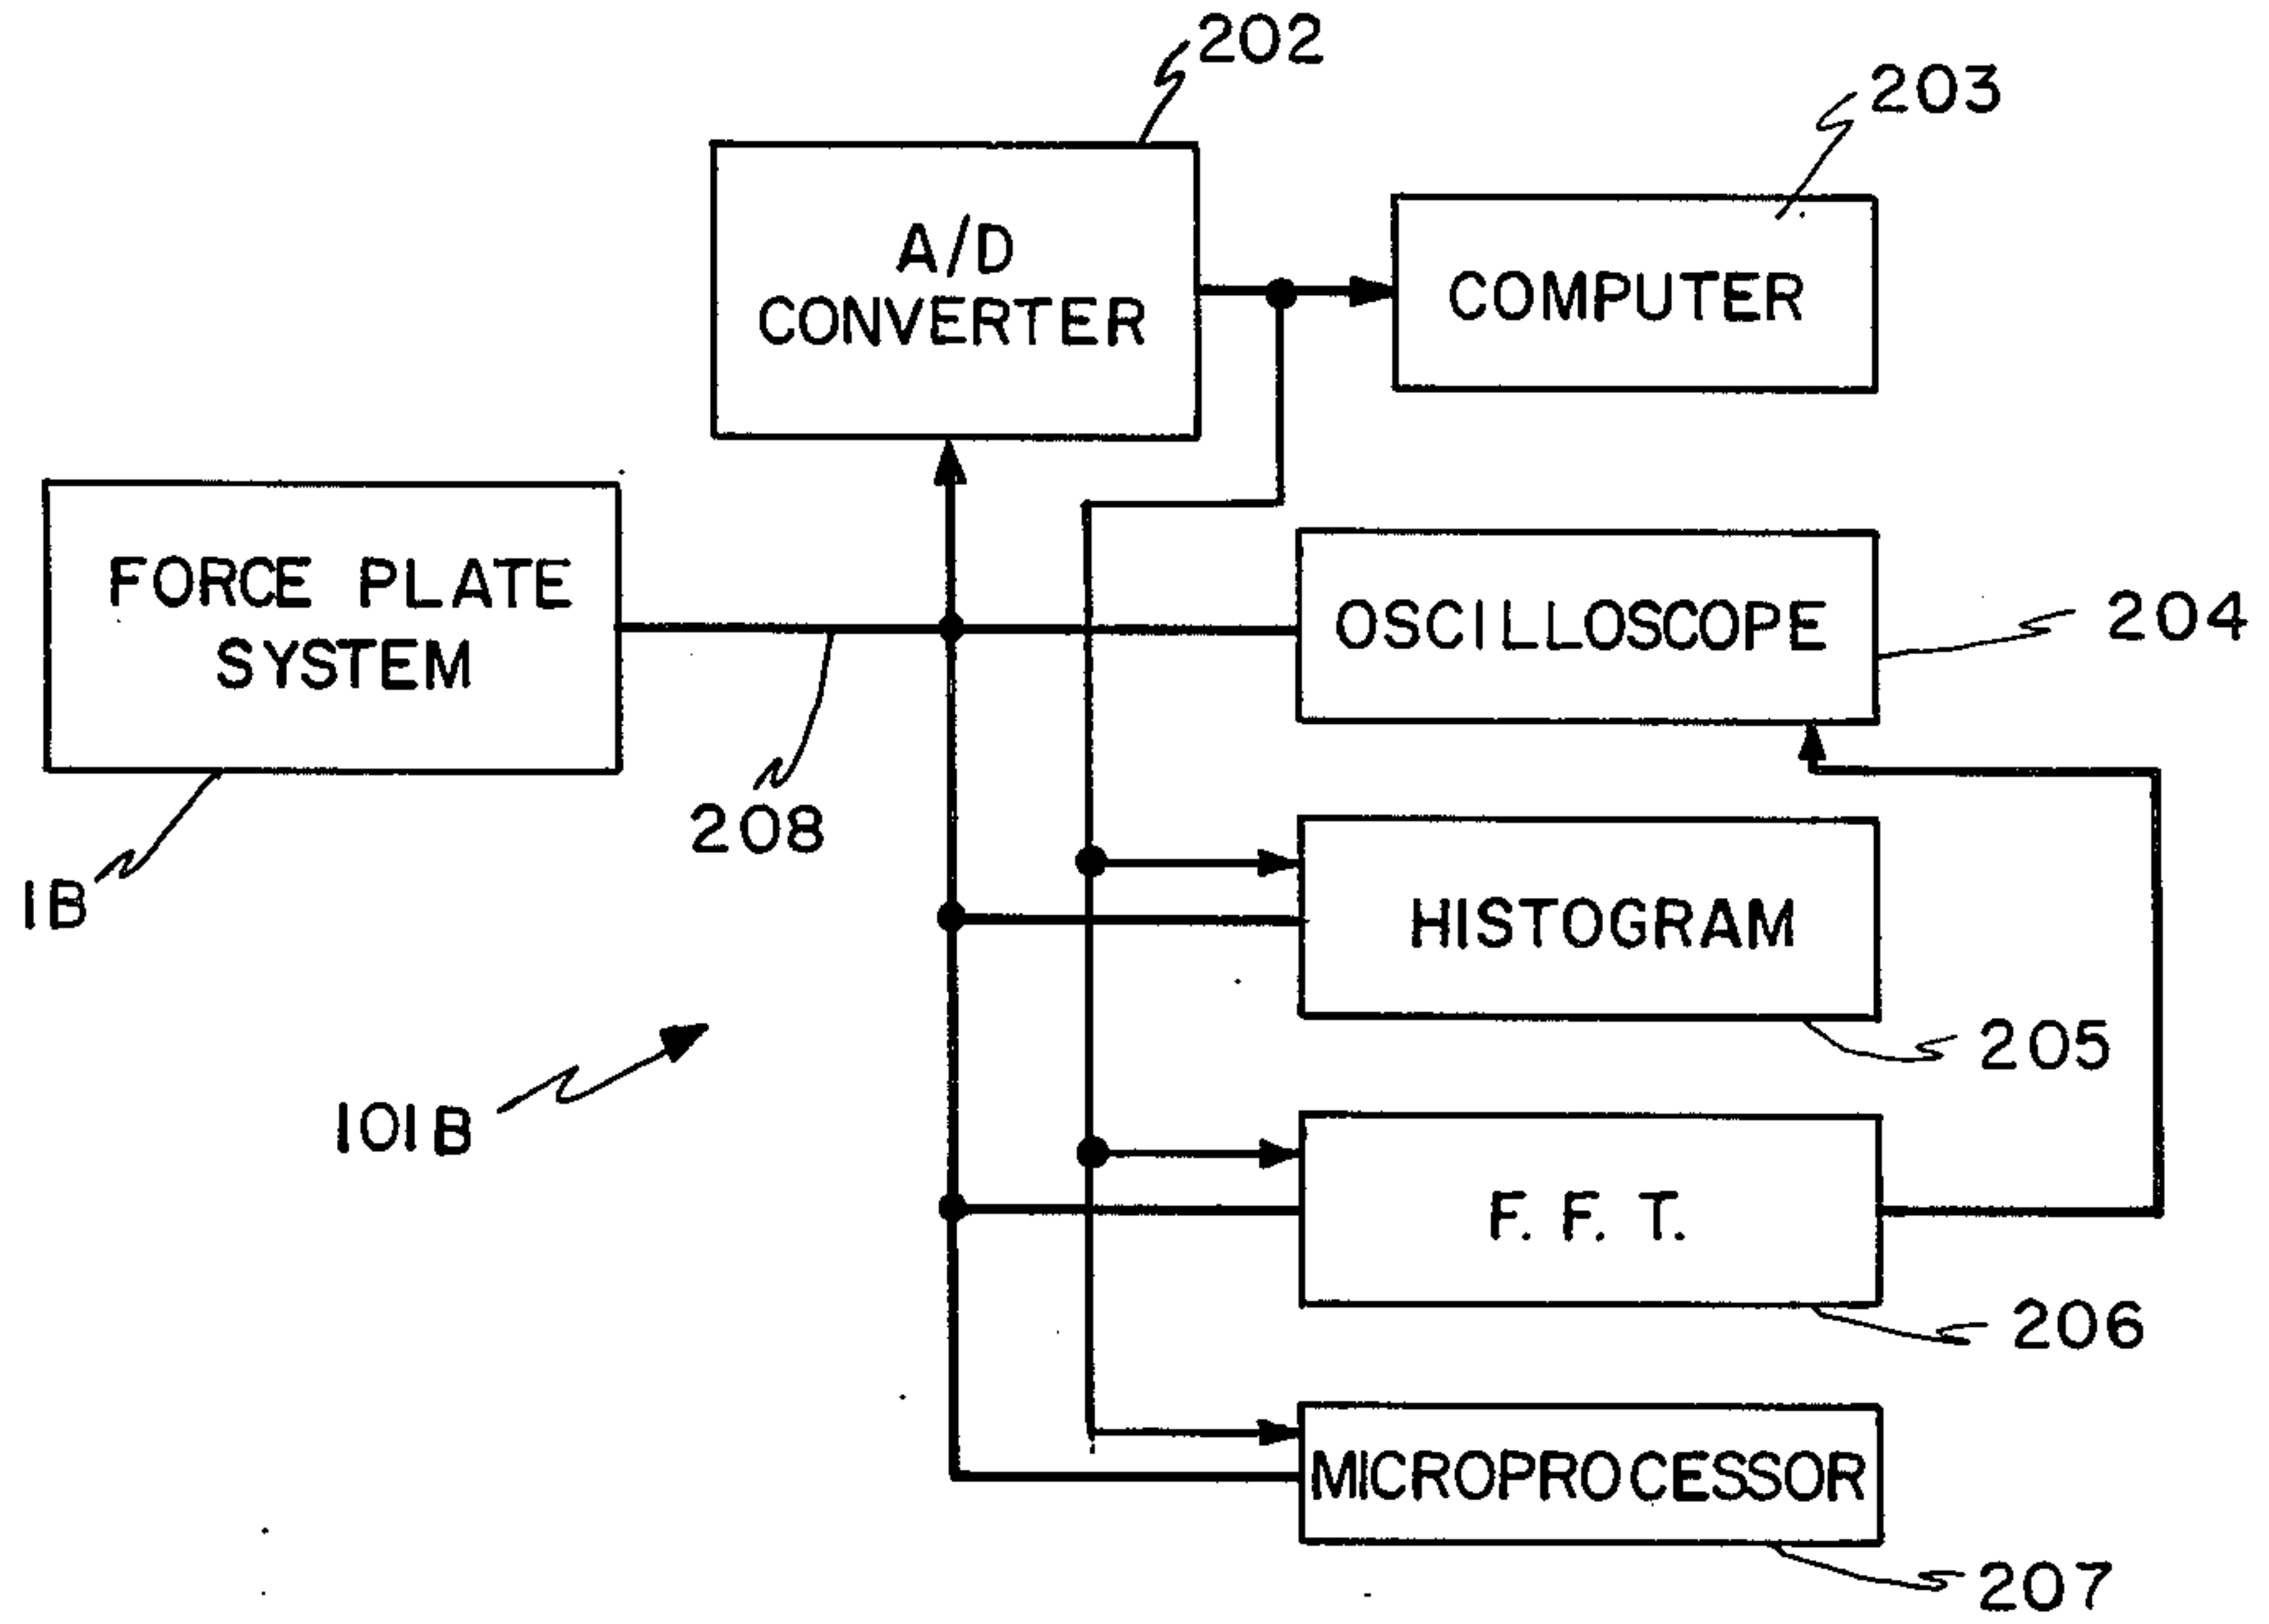 202
203
A/D
CONVERTER
COMPUTER
FORCE PLATE
SYSTEM
OSCILLOSCOPE
204
208
1B
HISTOGRAM
205
101B
F. F. T.
206
MICROPROCESSOR
207